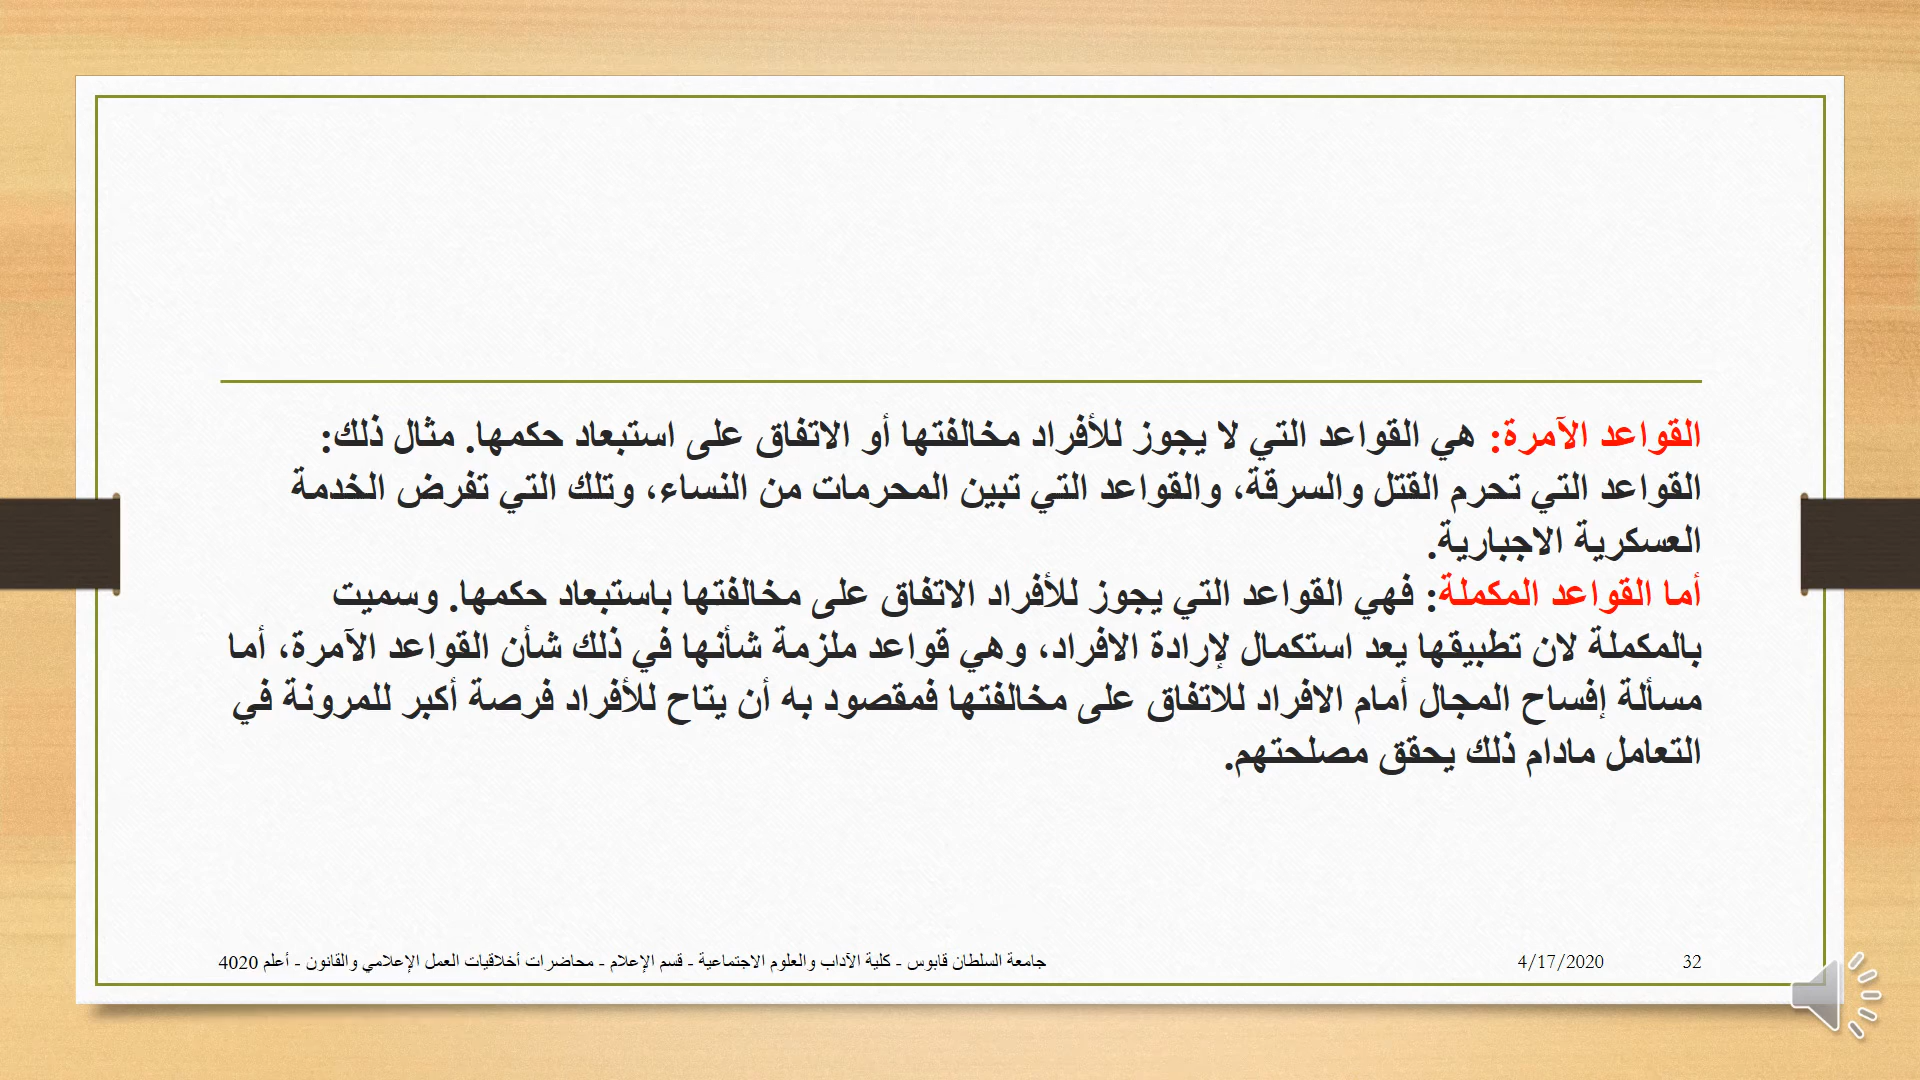 القواعد الآمرة: هي القواعد التي لا يجوز للأفراد مخالفتها أو الاتفاق على استبعاد حكمها. مثال ذلك:
القواعد التي تحرم القتل والسرقة، والقواعد التي تبين المحرمات من النساء، وتلك التي تفرض الخدمة
العسكرية الاجبارية.
أما القواعد المكملة: فهي القواعد التي يجوز للأفراد الاتفاق على مخالفتها باستبعاد حكمها. وسميت
بالمكملة لان تطبيقها يعد استكمال لإرادة الافراد، وهي قواعد ملزمة شأنها في ذلك شأن القواعد الآمرة، أما
مسألة إفساح المجال أمام الافراد للاتفاق على مخالفتها فمقصود به أن يتاح للأفراد فرصة أكبر للمرونة في
التعامل مادام ذلك يحقق مصلحتهم.
32
4/17/2020
جامعة السلطان قابوس - كلية الآداب والعلوم الاجتماعية - قسم الإعلام - محاضرات أخلاقيات العمل الإعلامي والقانون - أعلم 4020